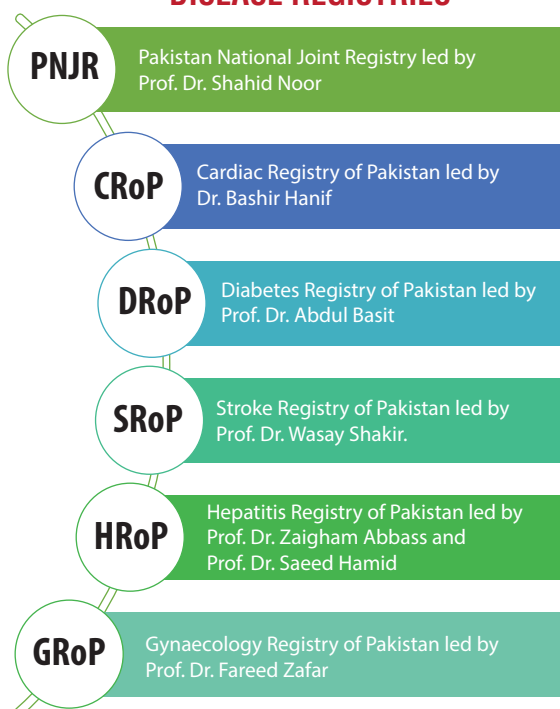 DISEASE REGISTRIES
PNJR
Pakistan National Joint Registry led by
Prof. Dr. Shahid Noor
CRoP
Cardiac Registry of Pakistan led by
Dr. Bashir Hanif
DRoP
Diabetes Registry of Pakistan led by
Prof. Dr. Abdul Basit
SRoP
Stroke Registry of Pakistan led by
Prof. Dr. Wasay Shakir.
HRoP
Hepatitis Registry of Pakistan led by
Prof. Dr. Zaigham Abbass and
Prof. Dr. Saeed Hamid
GRoP
Gynaecology Registry of Pakistan led by
Prof. Dr. Fareed Zafar